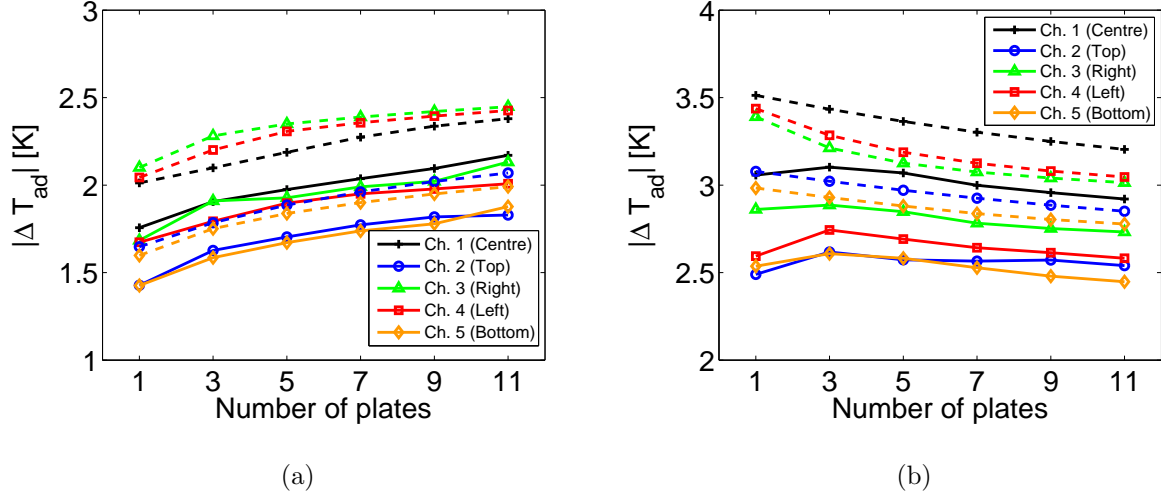 3
2.5
2
1.5
1
|Δ T_ad| [K]
1 3 5 7 9 11
Number of plates
Ch. 1 (Centre)
Ch. 2 (Top)
Ch. 3 (Right)
Ch. 4 (Left)
Ch. 5 (Bottom)
(a)
4
3.5
3
2.5
2
|Δ T_ad| [K]
1 3 5 7 9 11
Number of plates
Ch. 1 (Centre)
Ch. 2 (Top)
Ch. 3 (Right)
Ch. 4 (Left)
Ch. 5 (Bottom)
(b)